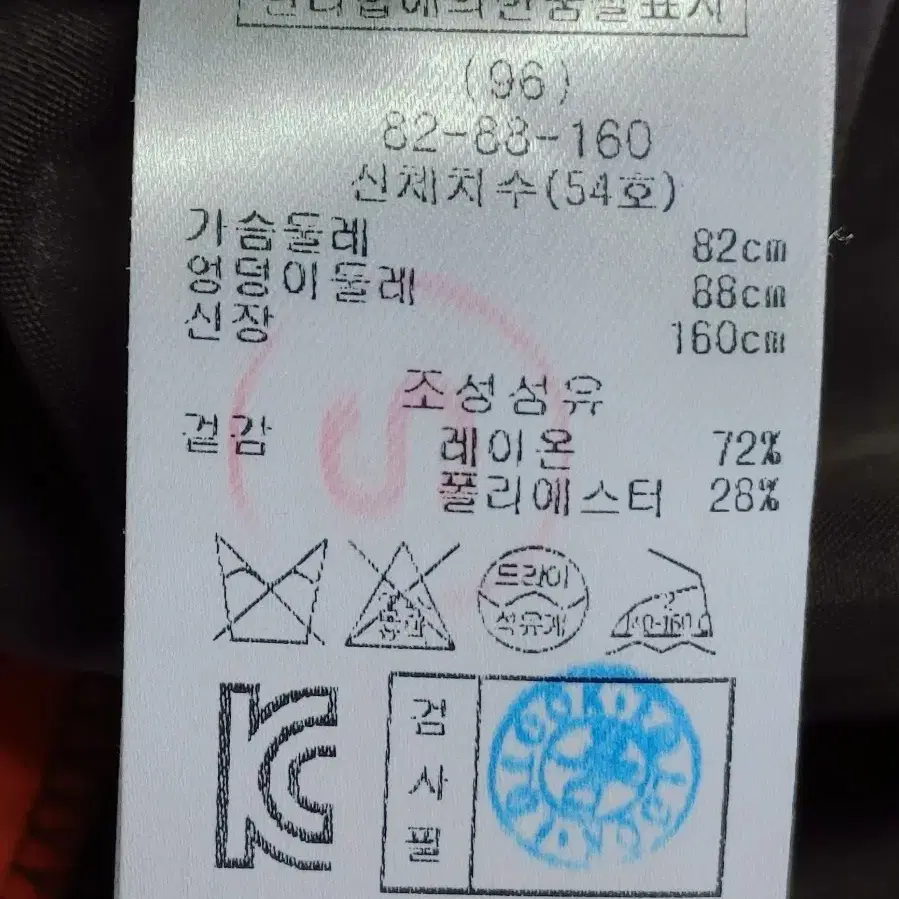 (96)
82-88-160
신체치수(54호)
가슴둘레 82cm
엉덩이둘레 88cm
신장 160cm
조성섬유
겉감 레이온 72%
폴리에스터 28%
드라이
석유계
KC
검
사
필